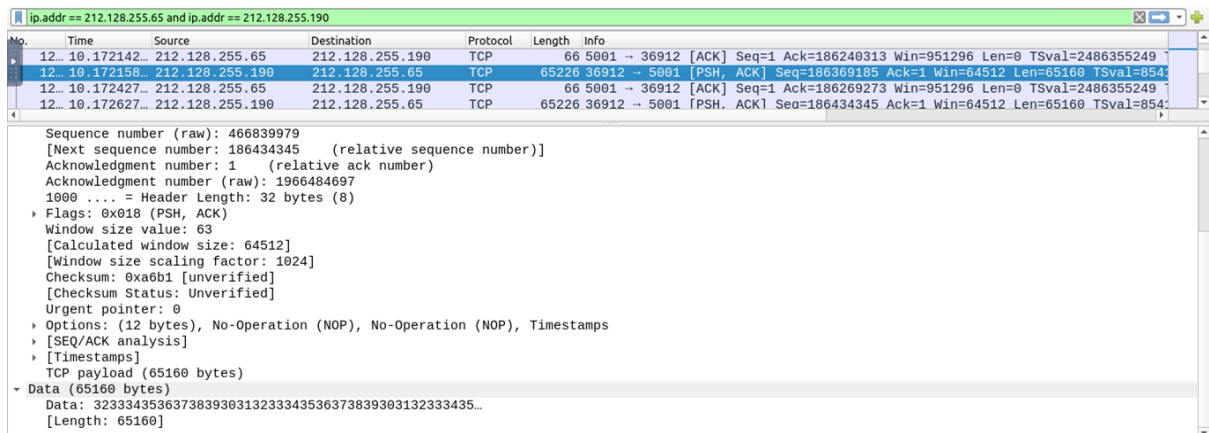 ip.addr == 212.128.255.65 and ip.addr == 212.128.255.190
No. Time Source Destination Protocol Length Info
12… 10.172142… 212.128.255.65 212.128.255.190 TCP 66 5001 → 36912 [ACK] Seq=1 Ack=186240313 Win=951296 Len=0 TSval=2486355249
12… 10.172158… 212.128.255.190 212.128.255.65 TCP 65226 36912 → 5001 [PSH, ACK] Seq=186369185 Ack=1 Win=64512 Len=65160 TSval=8541
12… 10.172427… 212.128.255.65 212.128.255.190 TCP 66 5001 → 36912 [ACK] Seq=1 Ack=186269273 Win=951296 Len=0 TSval=2486355249
12… 10.172627… 212.128.255.190 212.128.255.65 TCP 65226 36912 → 5001 [PSH, ACK] Seq=186434345 Ack=1 Win=64512 Len=65160 TSval=8541
Sequence number (raw): 466839979
[Next sequence number: 186434345 (relative sequence number)]
Acknowledgment number: 1 (relative ack number)
Acknowledgment number (raw): 1966484697
1000 .... = Header Length: 32 bytes (8)
Flags: 0x018 (PSH, ACK)
Window size value: 63
[Calculated window size: 64512]
[Window size scaling factor: 1024]
Checksum: 0xa6b1 [unverified]
[Checksum Status: Unverified]
Urgent pointer: 0
Options: (12 bytes), No-Operation (NOP), No-Operation (NOP), Timestamps
[SEQ/ACK analysis]
[Timestamps]
TCP payload (65160 bytes)
Data (65160 bytes)
Data: 323334353637383930313233343536373839303132333435…
[Length: 65160]